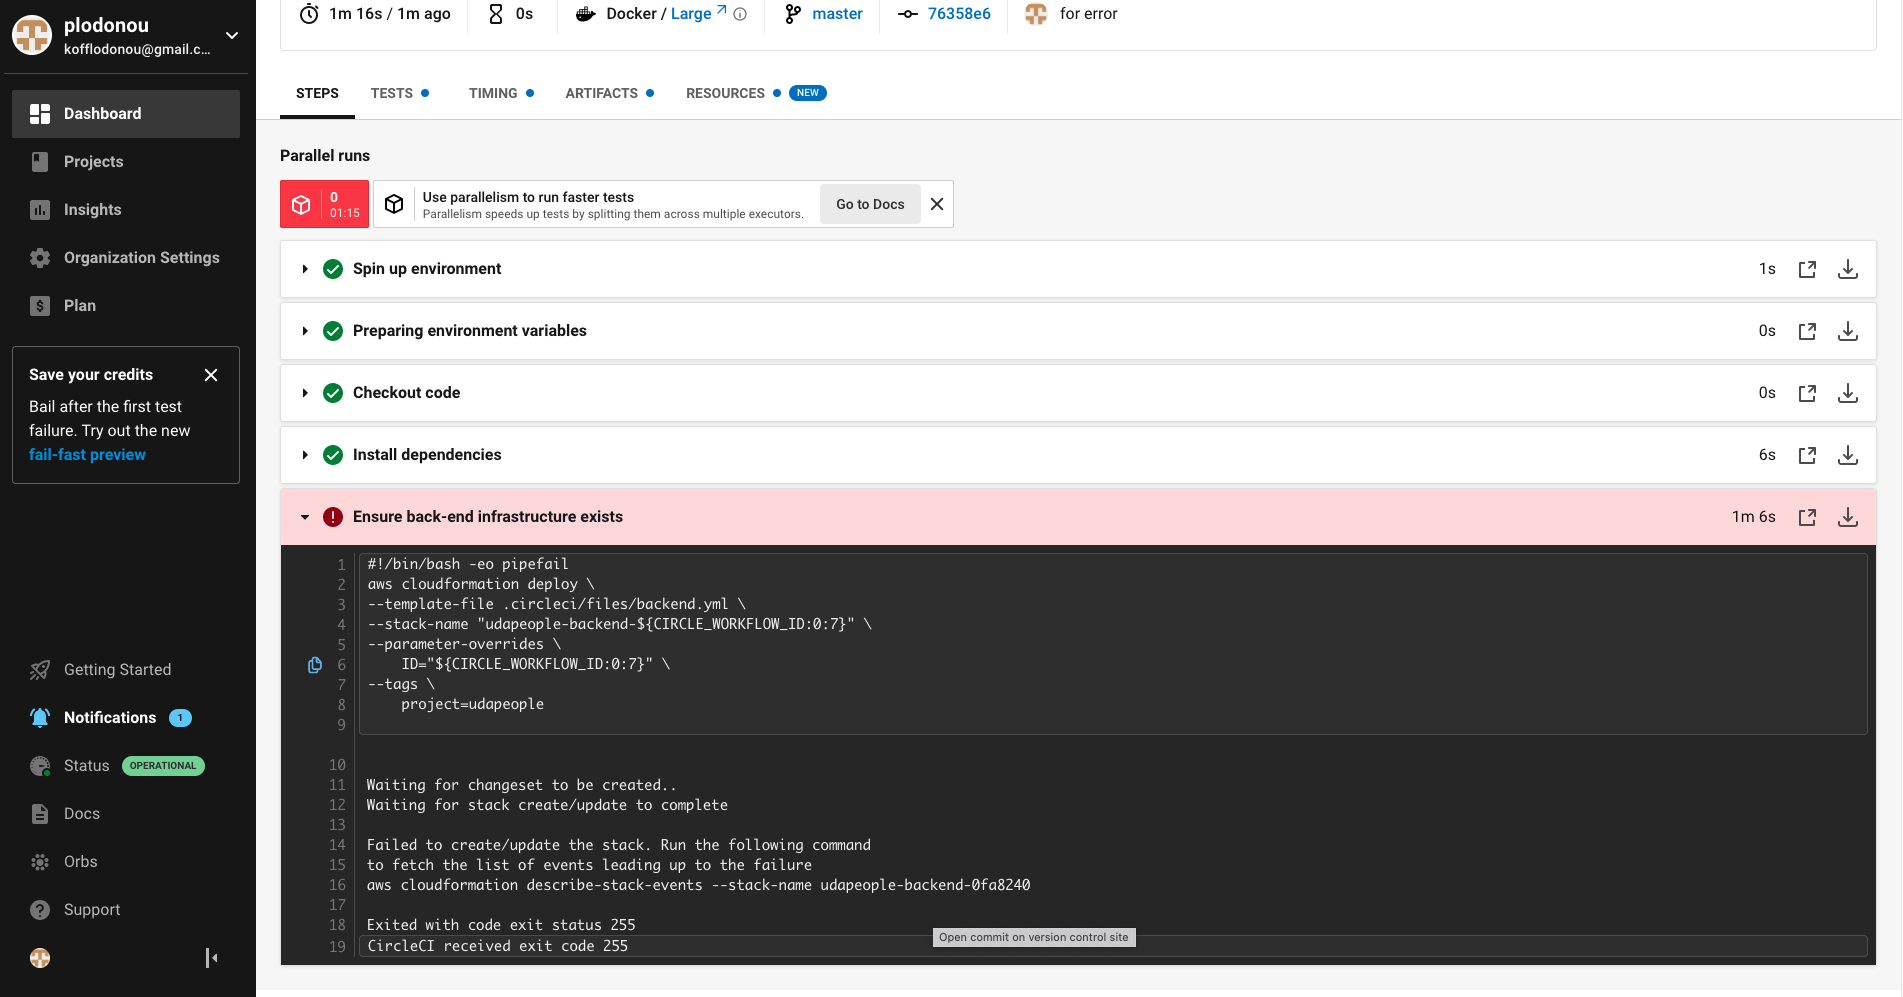 plodonou
kofflodonou@gmail.c...
Dashboard
Projects
Insights
Organization Settings
Plan
Save your credits
Bail after the first test
failure. Try out the new
fail-fast preview
Getting Started
Notifications 1
Status OPERATIONAL
Docs
Orbs
Support
1m 16s / 1m ago
0s
Docker / Large
master
76358e6
for error
STEPS
TESTS
TIMING
ARTIFACTS
RESOURCES NEW
Parallel runs
0
01:15
Use parallelism to run faster tests
Parallelism speeds up tests by splitting them across multiple executors.
Go to Docs
Spin up environment 1s
Preparing environment variables 0s
Checkout code 0s
Install dependencies 6s
Ensure back-end infrastructure exists 1m 6s
1 #!/bin/bash -eo pipefail
2 aws cloudformation deploy \
3 --template-file .circleci/files/backend.yml \
4 --stack-name "udapeople-backend-${CIRCLE_WORKFLOW_ID:0:7}" \
5 --parameter-overrides \
6 ID="${CIRCLE_WORKFLOW_ID:0:7}" \
7 --tags \
8 project=udapeople
9
10
11 Waiting for changeset to be created..
12 Waiting for stack create/update to complete
13
14 Failed to create/update the stack. Run the following command
15 to fetch the list of events leading up to the failure
16 aws cloudformation describe-stack-events --stack-name udapeople-backend-0fa8240
17
18 Exited with code exit status 255
19 CircleCI received exit code 255
Open commit on version control site